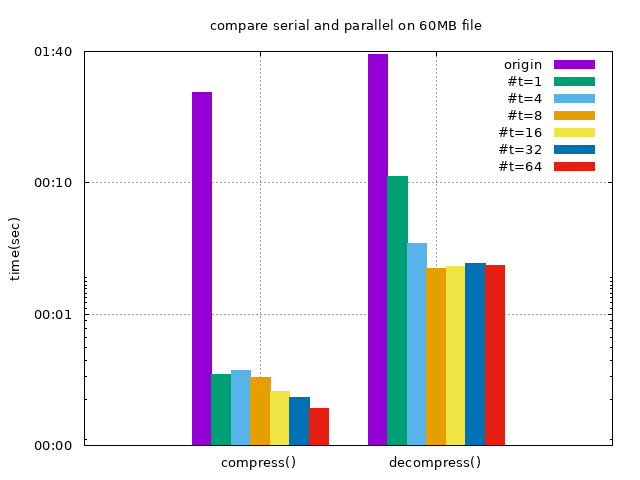 compare serial and parallel on 60MB file
01:40
00:10
00:01
00:00
time(sec)
origin
#t=1
#t=4
#t=8
#t=16
#t=32
#t=64
compress()
decompress()